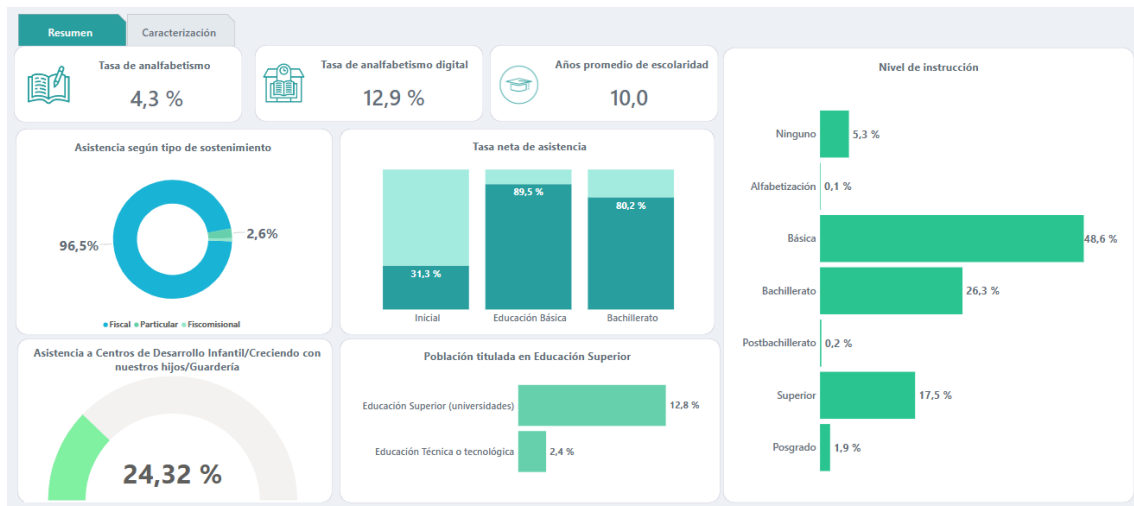 Resumen
Caracterización
Tasa de analfabetismo
4,3 %
Tasa de analfabetismo digital
12,9 %
Años promedio de escolaridad
10,0
Asistencia según tipo de sostenimiento
96,5%
2,6%
Fiscal Particular Fiscomisional
Tasa neta de asistencia
89,5 %
80,2 %
31,3 %
Inicial Educación Básica Bachillerato
Asistencia a Centros de Desarrollo Infantil/Creciendo con
nuestros hijos/Guardería
24,32 %
Población titulada en Educación Superior
Educación Superior (universidades) 12,8 %
Educación Técnica o tecnológica 2,4 %
Nivel de instrucción
Ninguno 5,3 %
Alfabetización 0,1 %
Básica 48,6 %
Bachillerato 26,3 %
Postbachillerato 0,2 %
Superior 17,5 %
Posgrado 1,9 %